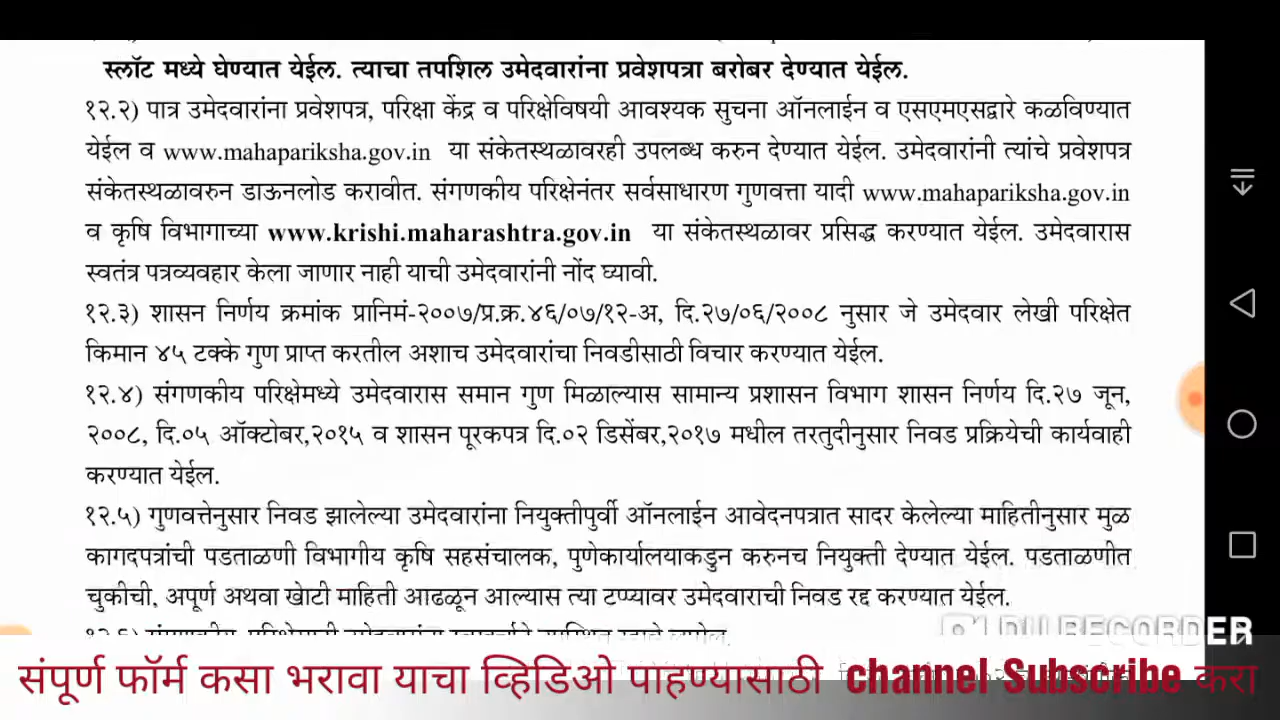 स्लॉट मध्ये घेण्यात येईल. त्याचा तपशिल उमेदवारांना प्रवेशपत्रा बरोबर देण्यात येईल.
१२.२) पात्र उमेदवारांना प्रवेशपत्र, परिक्षा केंद्र व परिक्षेविषयी आवश्यक सुचना ऑनलाईन व एसएमएसद्वारे कळविण्यात
येईल व www.mahapariksha.gov.in या संकेतस्थळावरही उपलब्ध करुन देण्यात येईल. उमेदवारांनी त्यांचे प्रवेशपत्र
संकेतस्थळावरुन डाऊनलोड करावीत. संगणकीय परिक्षेनंतर सर्वसाधारण गुणवत्ता यादी www.mahapariksha.gov.in
व कृषि विभागाच्या www.krishi.maharashtra.gov.in या संकेतस्थळावर प्रसिद्ध करण्यात येईल. उमेदवारास
स्वतंत्र पत्रव्यवहार केला जाणार नाही याची उमेदवारांनी नोंद घ्यावी.
१२.३) शासन निर्णय क्रमांक प्रानिमं-२००७/प्र.क्र.४६/०७/१२-अ, दि.२७/०६/२००८ नुसार जे उमेदवार लेखी परिक्षेत
किमान ४५ टक्के गुण प्राप्त करतील अशाच उमेदवारांचा निवडीसाठी विचार करण्यात येईल.
१२.४) संगणकीय परिक्षेमध्ये उमेदवारास समान गुण मिळाल्यास सामान्य प्रशासन विभाग शासन निर्णय दि.२७ जून,
२००८, दि.०५ ऑक्टोबर,२०१५ व शासन पूरकपत्र दि.०२ डिसेंबर,२०१७ मधील तरतुदीनुसार निवड प्रक्रियेची कार्यवाही
करण्यात येईल.
१२.५) गुणवत्तेनुसार निवड झालेल्या उमेदवारांना नियुक्तीपुर्वी ऑनलाईन आवेदनपत्रात सादर केलेल्या माहितीनुसार मुळ
कागदपत्रांची पडताळणी विभागीय कृषि सहसंचालक, पुणेकार्यालयाकडुन करुनच नियुक्ती देण्यात येईल. पडताळणीत
चुकीची, अपूर्ण अथवा खोटी माहिती आढळून आल्यास त्या टप्प्यावर उमेदवाराची निवड रद्द करण्यात येईल.
DU RECORDER
संपूर्ण फॉर्म कसा भरावा याचा व्हिडिओ पाहण्यासाठी channel Subscribe करा